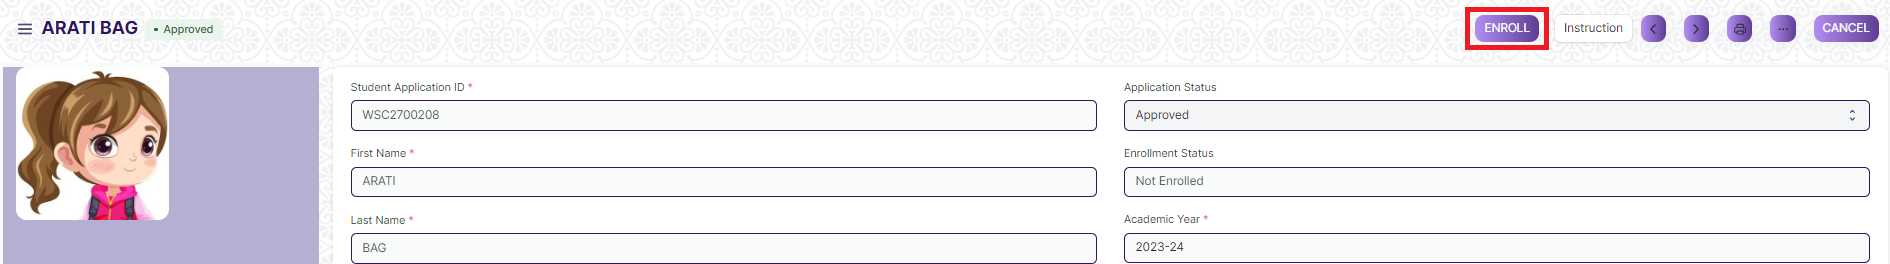 ARATI BAG • Approved ENROLL Instruction CANCEL
Student Application ID *
WSC2700208
Application Status
Approved
First Name *
ARATI
Enrollment Status
Not Enrolled
Last Name *
BAG
Academic Year *
2023-24